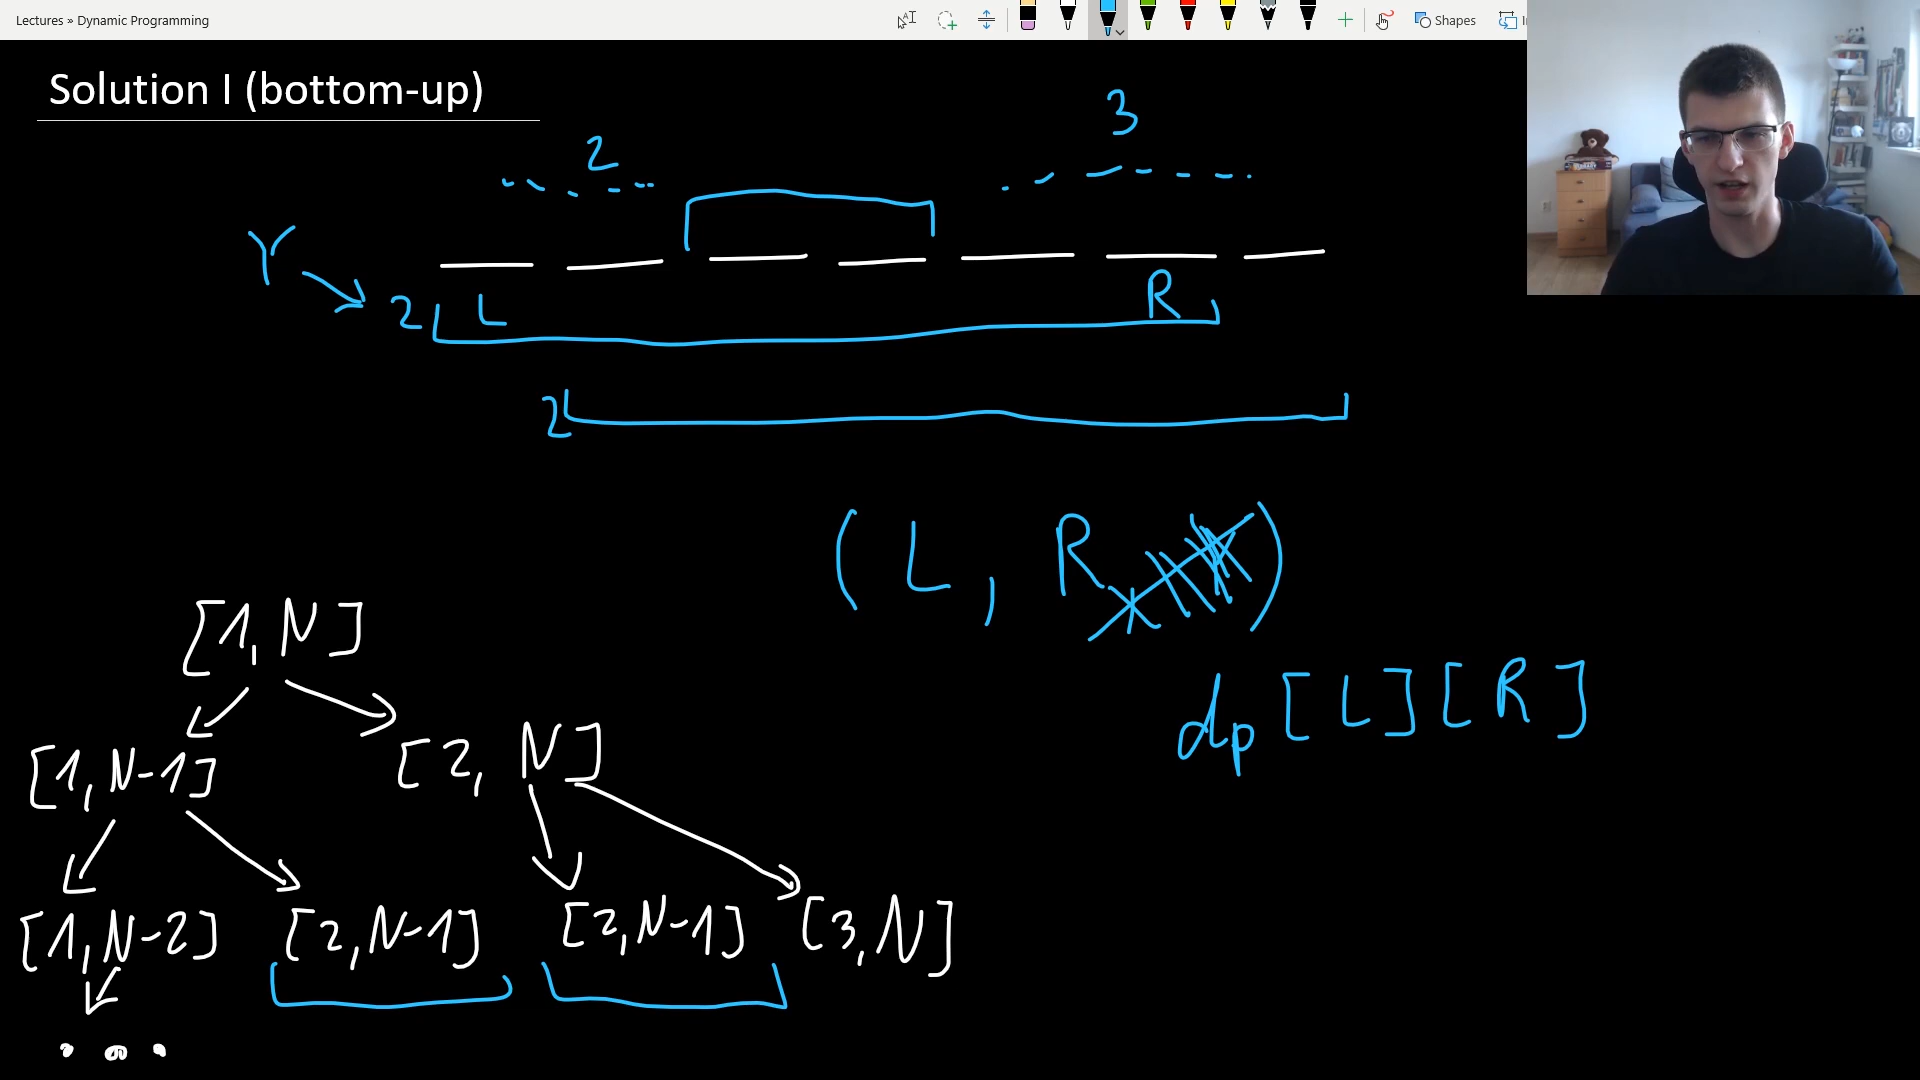 Lectures » Dynamic Programming
Shapes
Solution I (bottom-up)
3
2
Y
2 L R
2
( L , R )
[1, N]
dp [L][R]
[1, N-1] [2, N]
[1, N-2] [2, N-1] [2, N-1] [3, N]
...